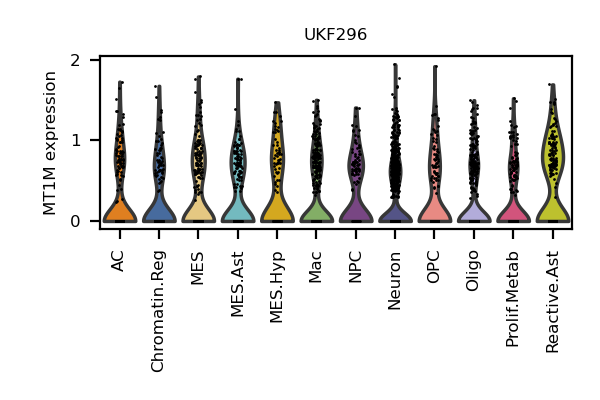 UKF296
MT1M expression
2
1
0
AC
Chromatin.Reg
MES
MES.Ast
MES.Hyp
Mac
NPC
Neuron
OPC
Oligo
Prolif.Metab
Reactive.Ast